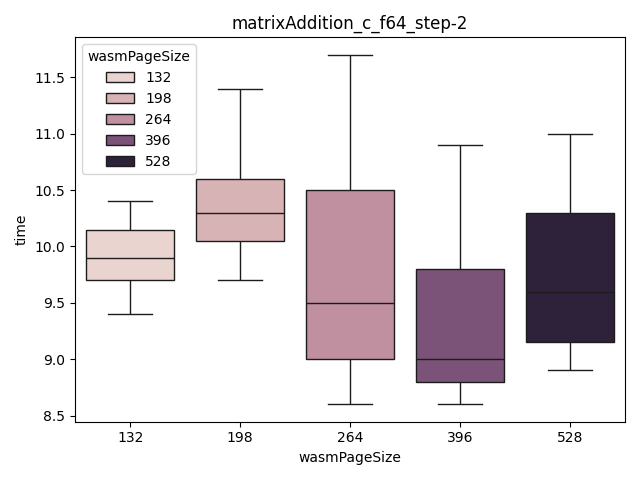 matrixAddition_c_f64_step-2
wasmPageSize
132
198
264
396
528
time
11.5
11.0
10.5
10.0
9.5
9.0
8.5
132 198 264 396 528
wasmPageSize